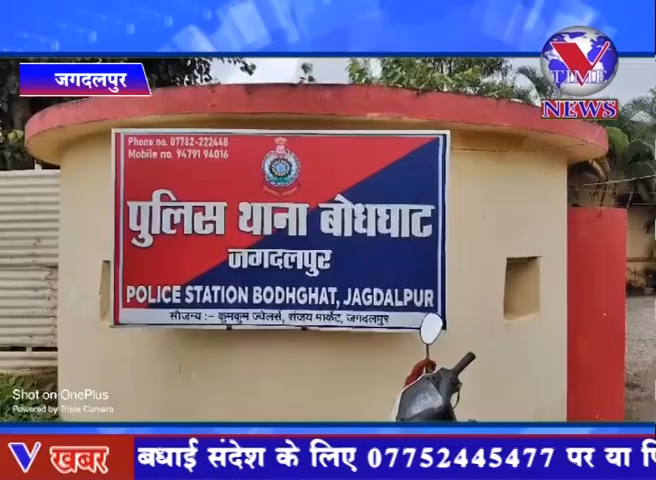 जगदलपुर
V
TIME
NEWS
Phone no. 07782-222448
Mobile no. 94791 94016
पुलिस थाना बोधघाट
जगदलपुर
POLICE STATION BODHGHAT, JAGDALPUR
सौजन्य :- कुमकुम ज्वेलर्स, संजय मार्केट, जगदलपुर
Shot on OnePlus
Powered by Triple Camera
V खबर
बधाई संदेश के लिए 07752445477 पर या